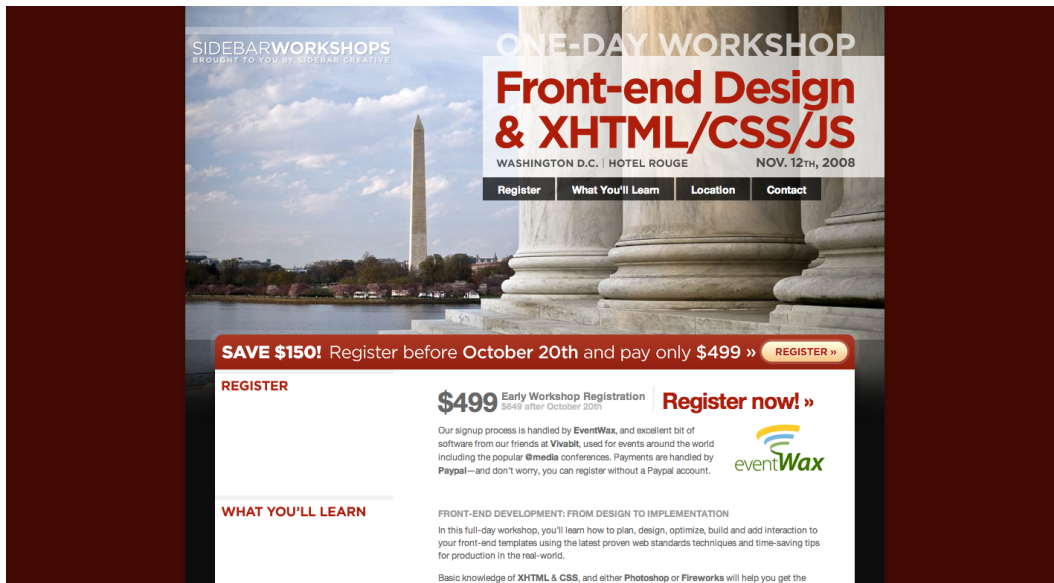 SIDEBARWORKSHOPS
BROUGHT TO YOU BY SIDEBAR CREATIVE
ONE-DAY WORKSHOP
Front-end Design
& XHTML/CSS/JS
WASHINGTON D.C. | HOTEL ROUGE NOV. 12TH, 2008
Register What You'll Learn Location Contact
SAVE $150! Register before October 20th and pay only $499 » REGISTER »
REGISTER
$499 Early Workshop Registration
$649 after October 20th
Register now! »
Our signup process is handled by EventWax, and excellent bit of
software from our friends at Vivabit, used for events around the world
including the popular @media conferences. Payments are handled by
Paypal—and don't worry, you can register without a Paypal account.
eventWax
WHAT YOU'LL LEARN
FRONT-END DEVELOPMENT: FROM DESIGN TO IMPLEMENTATION
In this full-day workshop, you'll learn how to plan, design, optimize, build and add interaction to
your front-end templates using the latest proven web standards techniques and time-saving tips
for production in the real-world.
Basic knowledge of XHTML & CSS, and either Photoshop or Fireworks will help you get the